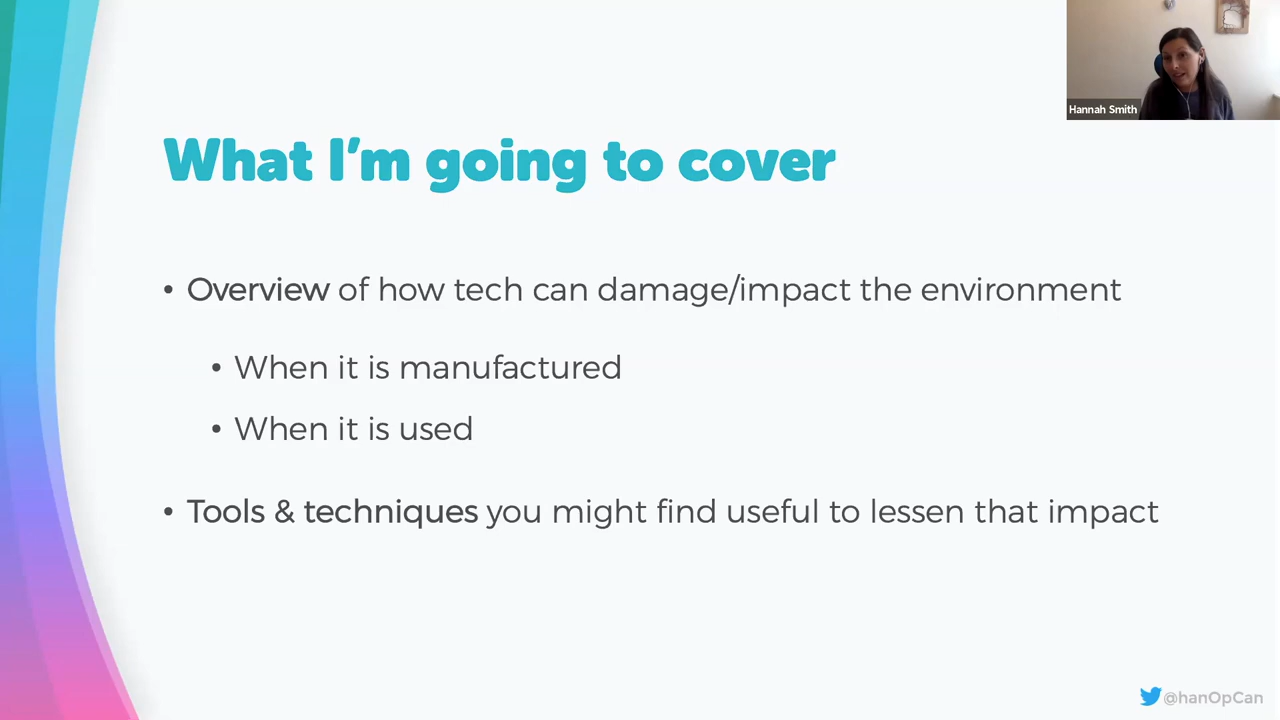 Hannah Smith
What I'm going to cover
• Overview of how tech can damage/impact the environment
• When it is manufactured
• When it is used
• Tools & techniques you might find useful to lessen that impact
@hanOpCan